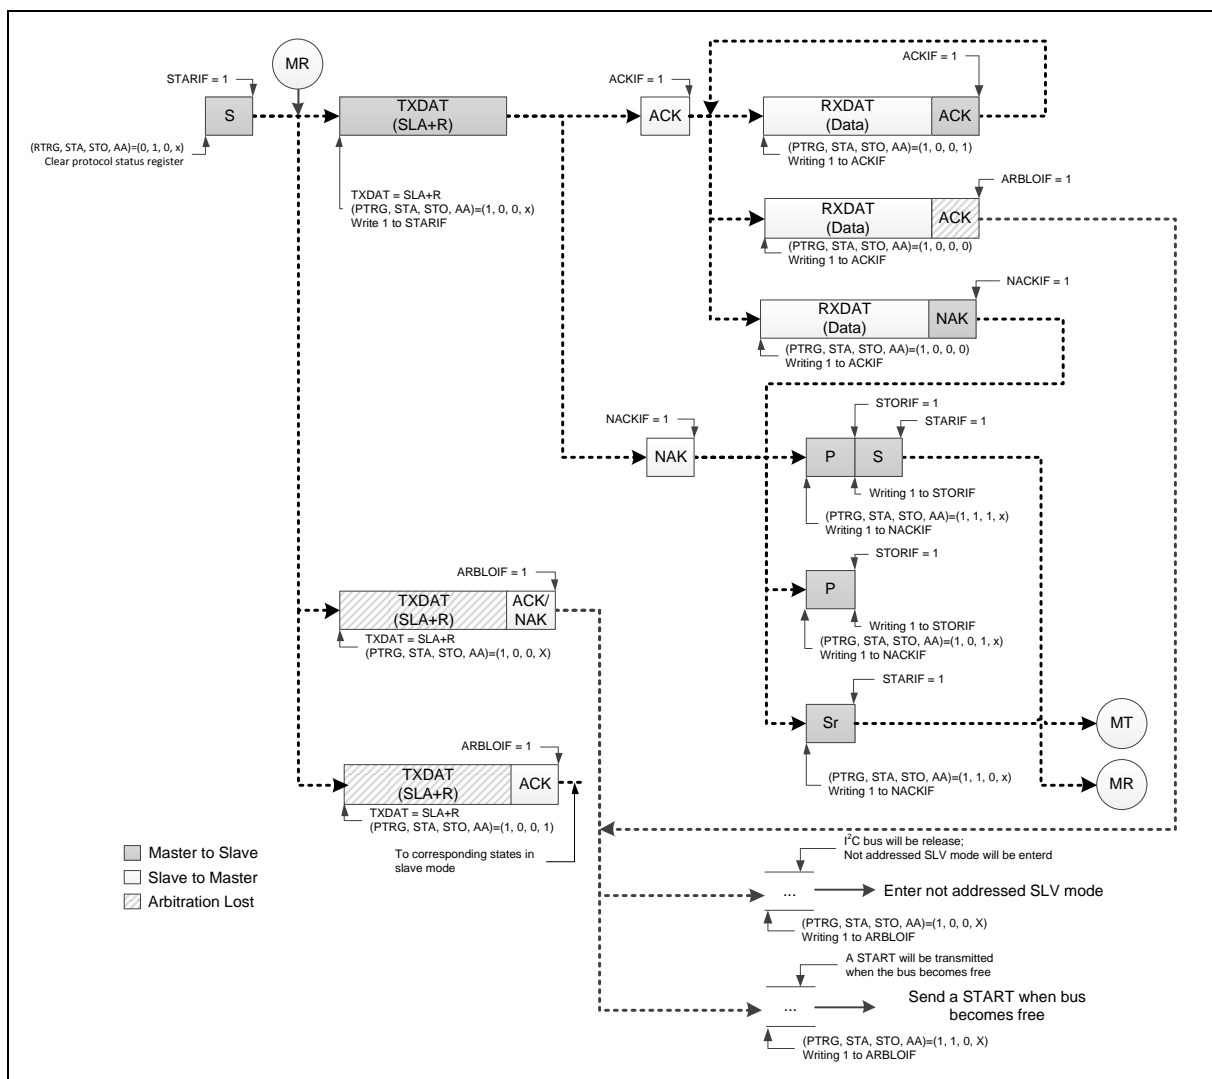 MR
STARIF = 1
S
(RTRG, STA, STO, AA)=(0, 1, 0, x)
Clear protocol status register
TXDAT
(SLA+R)
TXDAT = SLA+R
(PTRG, STA, STO, AA)=(1, 0, 0, x)
Write 1 to STARIF
ACKIF = 1
ACK
ACKIF = 1
RXDAT
(Data)
ACK
(PTRG, STA, STO, AA)=(1, 0, 0, 1)
Writing 1 to ACKIF
ARBLOIF = 1
RXDAT
(Data)
ACK
(PTRG, STA, STO, AA)=(1, 0, 0, 0)
Writing 1 to ACKIF
NACKIF = 1
RXDAT
(Data)
NAK
(PTRG, STA, STO, AA)=(1, 0, 0, 0)
Writing 1 to ACKIF
NACKIF = 1
NAK
STORIF = 1
STARIF = 1
P
S
Writing 1 to STORIF
(PTRG, STA, STO, AA)=(1, 1, 1, x)
Writing 1 to NACKIF
STORIF = 1
P
Writing 1 to STORIF
(PTRG, STA, STO, AA)=(1, 0, 1, x)
Writing 1 to NACKIF
STARIF = 1
Sr
(PTRG, STA, STO, AA)=(1, 1, 0, x)
Writing 1 to NACKIF
MT
MR
ARBLOIF = 1
TXDAT
(SLA+R)
ACK/
NAK
TXDAT = SLA+R
(PTRG, STA, STO, AA)=(1, 0, 0, X)
ARBLOIF = 1
TXDAT
(SLA+R)
ACK
TXDAT = SLA+R
(PTRG, STA, STO, AA)=(1, 0, 0, 1)
To corresponding states in
slave mode
Master to Slave
Slave to Master
Arbitration Lost
I²C bus will be release;
Not addressed SLV mode will be enterd
...
Enter not addressed SLV mode
(PTRG, STA, STO, AA)=(1, 0, 0, X)
Writing 1 to ARBLOIF
A START will be transmitted
when the bus becomes free
...
Send a START when bus
becomes free
(PTRG, STA, STO, AA)=(1, 1, 0, X)
Writing 1 to ARBLOIF